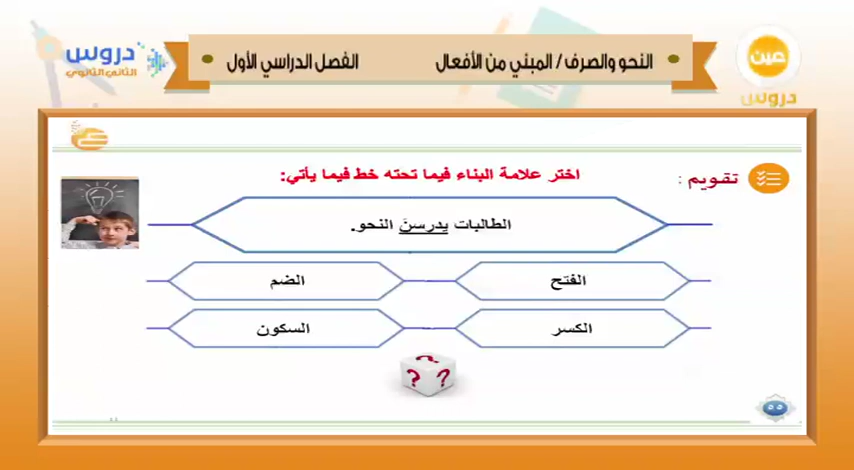 دروس
الثاني الثانوي
النحو والصرف / المبني من الأفعال
الفصل الدراسي الأول
عين
دروس
تقويم :
اختر علامة البناء فيما تحته خط فيما يأتي:
الطالبات يدرسنَ النحو.
الفتح
الضم
الكسر
السكون
? ? ?